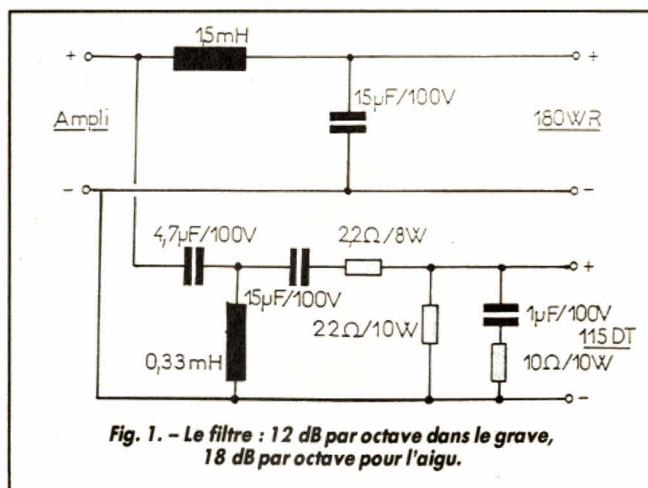 1,5mH
+
+
15µF/100V
Ampli
180WR
-
-
4,7µF/100V
2,2Ω/8W
+
15µF/100V
1µF/100V
22Ω/10W
115DT
0,33mH
10Ω/10W
-
Fig. 1. – Le filtre : 12 dB par octave dans le grave,
18 dB par octave pour l'aigu.